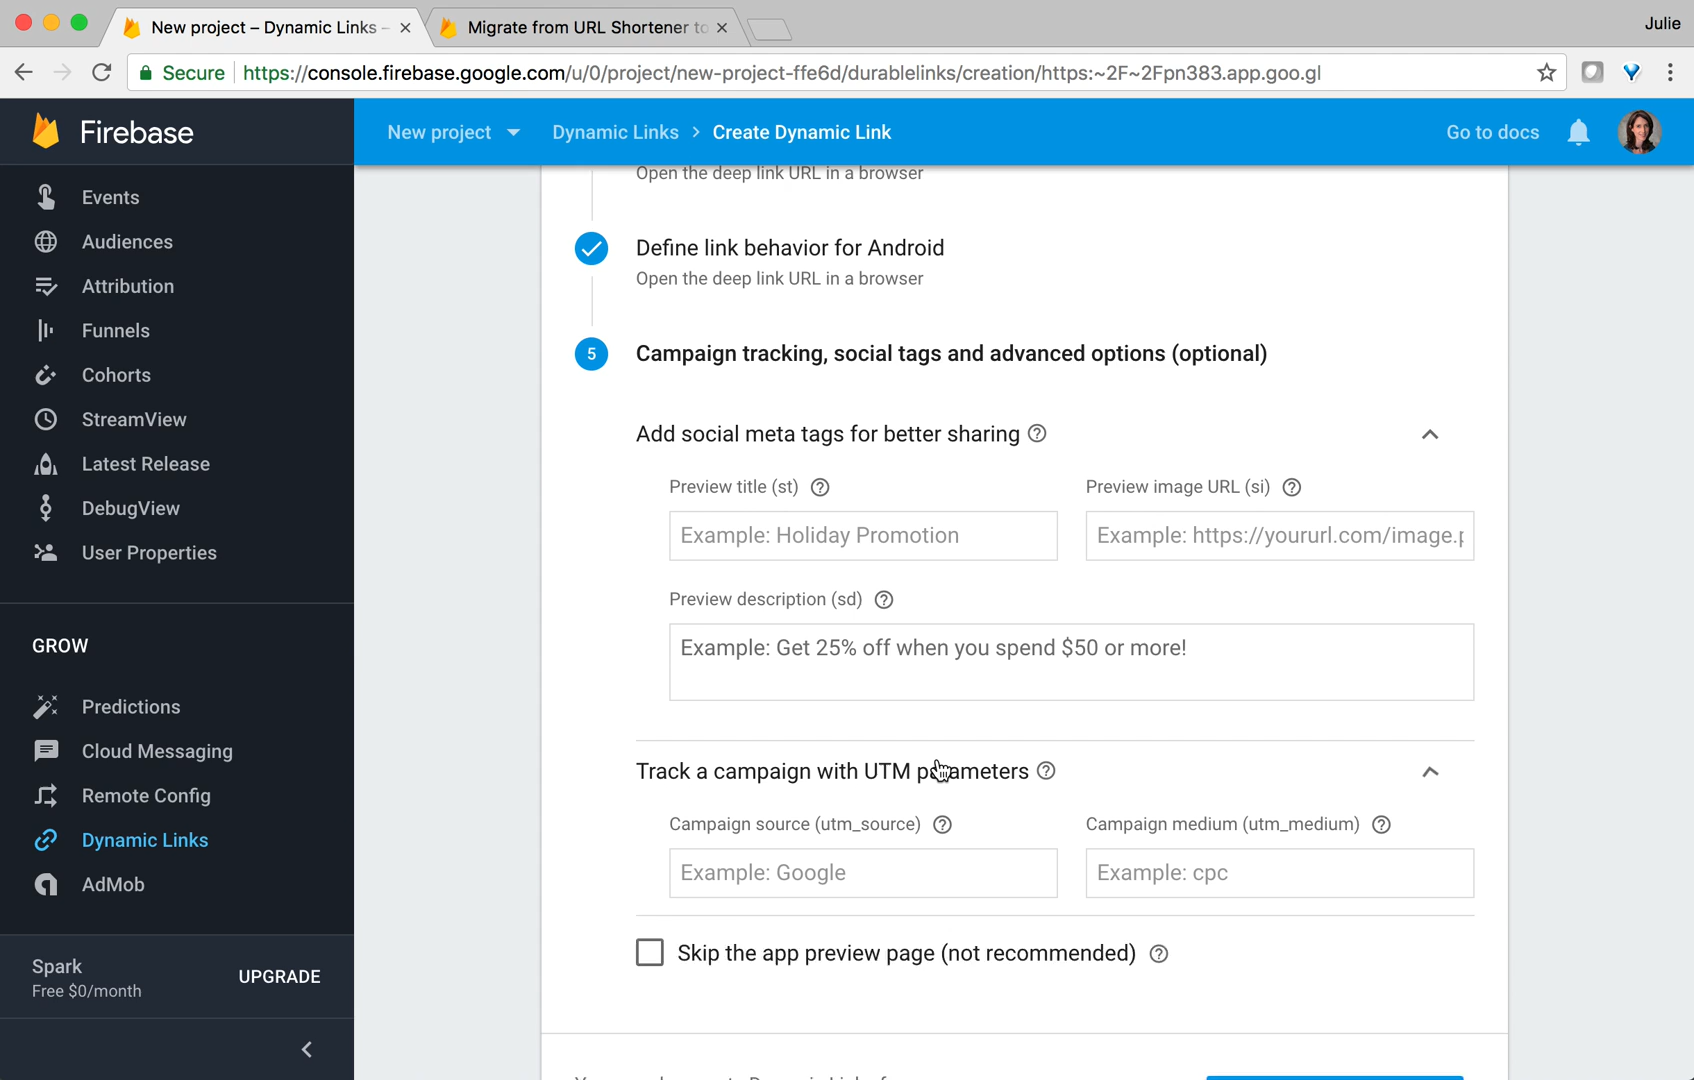 New project – Dynamic Links –
Migrate from URL Shortener to
Julie
Secure
https://console.firebase.google.com/u/0/project/new-project-ffe6d/durablelinks/creation/https:~2F~2Fpn383.app.goo.gl
Firebase
New project
Dynamic Links > Create Dynamic Link
Go to docs
Events
Audiences
Attribution
Funnels
Cohorts
StreamView
Latest Release
DebugView
User Properties
GROW
Predictions
Cloud Messaging
Remote Config
Dynamic Links
AdMob
Spark
Free $0/month
UPGRADE
Open the deep link URL in a browser
Define link behavior for Android
Open the deep link URL in a browser
5 Campaign tracking, social tags and advanced options (optional)
Add social meta tags for better sharing
Preview title (st)
Preview image URL (si)
Example: Holiday Promotion
Example: https://yoururl.com/image.p
Preview description (sd)
Example: Get 25% off when you spend $50 or more!
Track a campaign with UTM parameters
Campaign source (utm_source)
Campaign medium (utm_medium)
Example: Google
Example: cpc
Skip the app preview page (not recommended)